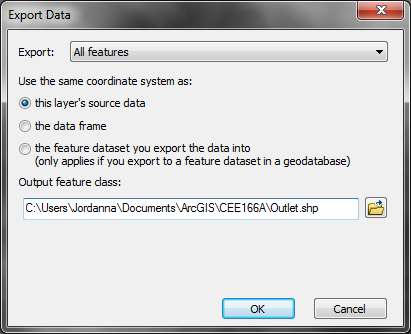 Export Data
Export: All features
Use the same coordinate system as:
this layer's source data
the data frame
the feature dataset you export the data into
(only applies if you export to a feature dataset in a geodatabase)
Output feature class:
C:\Users\Jordanna\Documents\ArcGIS\CEE166A\Outlet.shp
OK Cancel